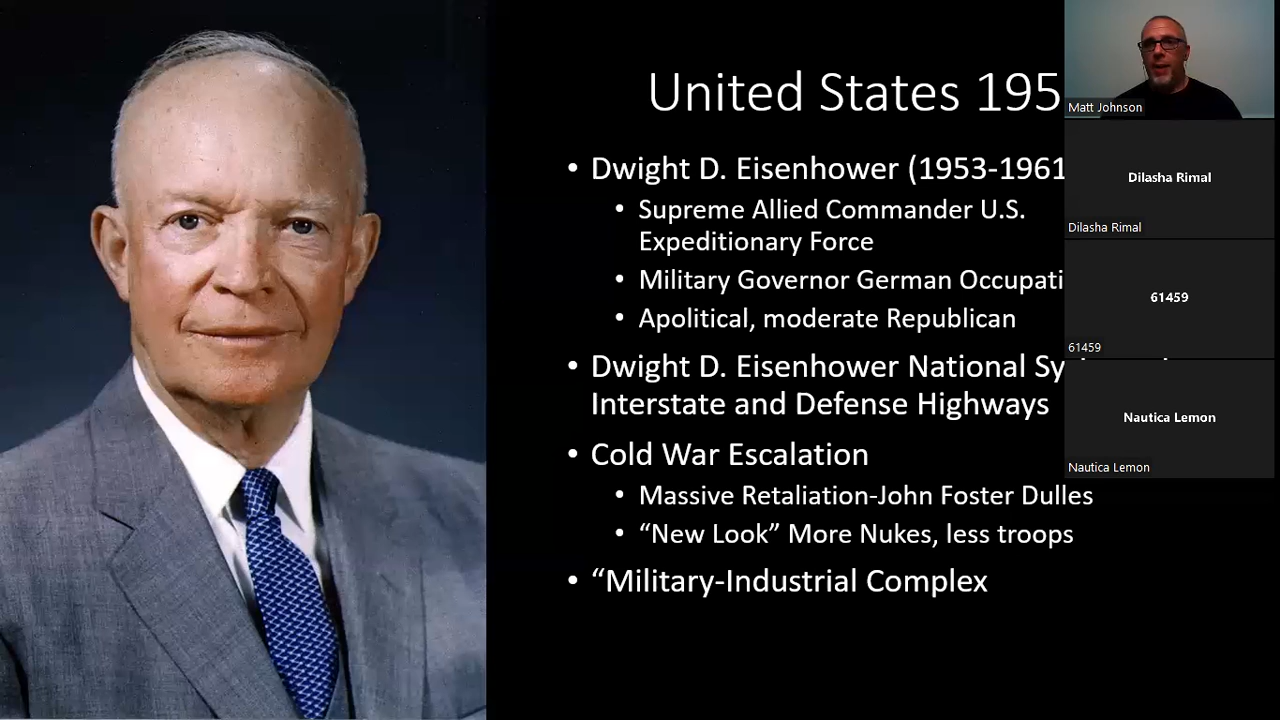 United States 195
• Dwight D. Eisenhower (1953-1961
• Supreme Allied Commander U.S.
Expeditionary Force
• Military Governor German Occupati
• Apolitical, moderate Republican
• Dwight D. Eisenhower National Sy
Interstate and Defense Highways
• Cold War Escalation
• Massive Retaliation-John Foster Dulles
• “New Look” More Nukes, less troops
• “Military-Industrial Complex
Matt Johnson
Dilasha Rimal
Dilasha Rimal
61459
61459
Nautica Lemon
Nautica Lemon